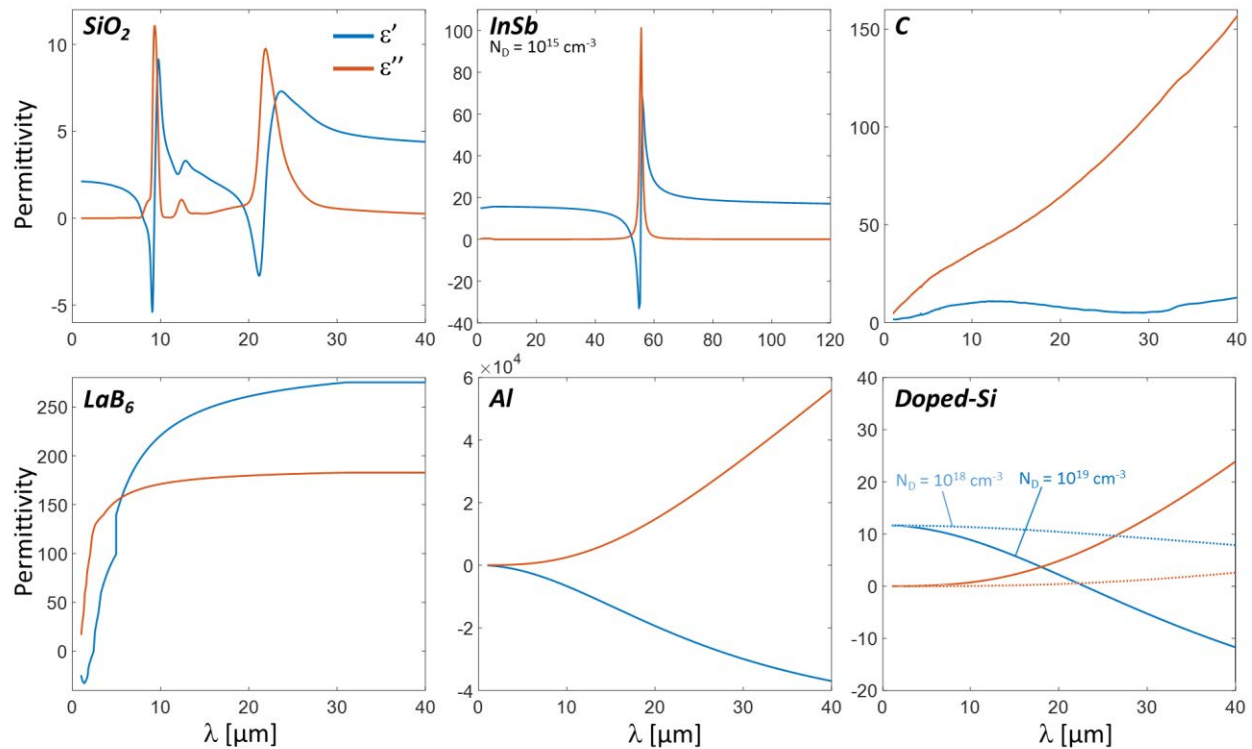 SiO2
ε'
ε''
Permittivity
10
5
0
-5
0 10 20 30 40
InSb
ND = 10^15 cm-3
100
80
60
40
20
0
-20
-40
0 20 40 60 80 100 120
C
150
100
50
0
0 10 20 30 40
LaB6
Permittivity
250
200
150
100
50
0
0 10 20 30 40
λ [μm]
×10^4
Al
6
4
2
0
-2
-4
0 10 20 30 40
λ [μm]
Doped-Si
ND = 10^18 cm-3
ND = 10^19 cm-3
40
30
20
10
0
-10
-20
0 10 20 30 40
λ [μm]